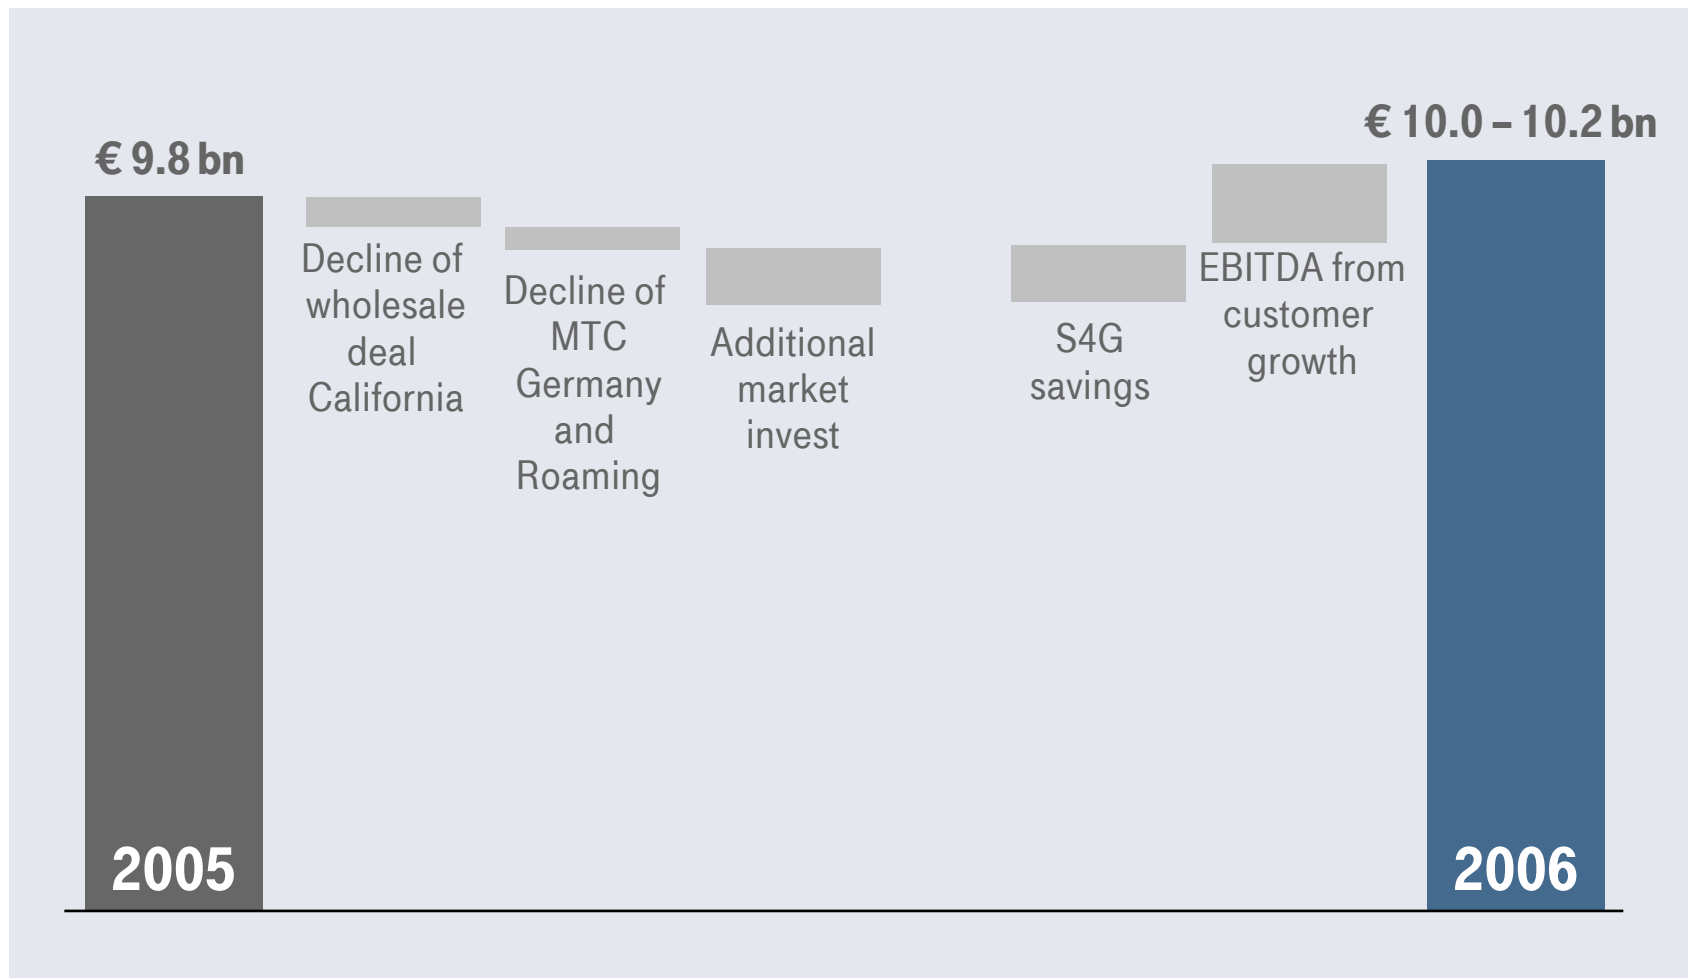 € 9.8 bn
Decline of
wholesale
deal
California
Decline of
MTC
Germany
and
Roaming
Additional
market
invest
S4G
savings
EBITDA from
customer
growth
€ 10.0 – 10.2 bn
2005
2006